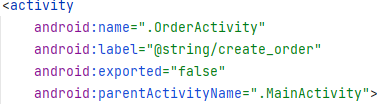 <activity
    android:name=".OrderActivity"
    android:label="@string/create_order"
    android:exported="false"
    android:parentActivityName=".MainActivity">